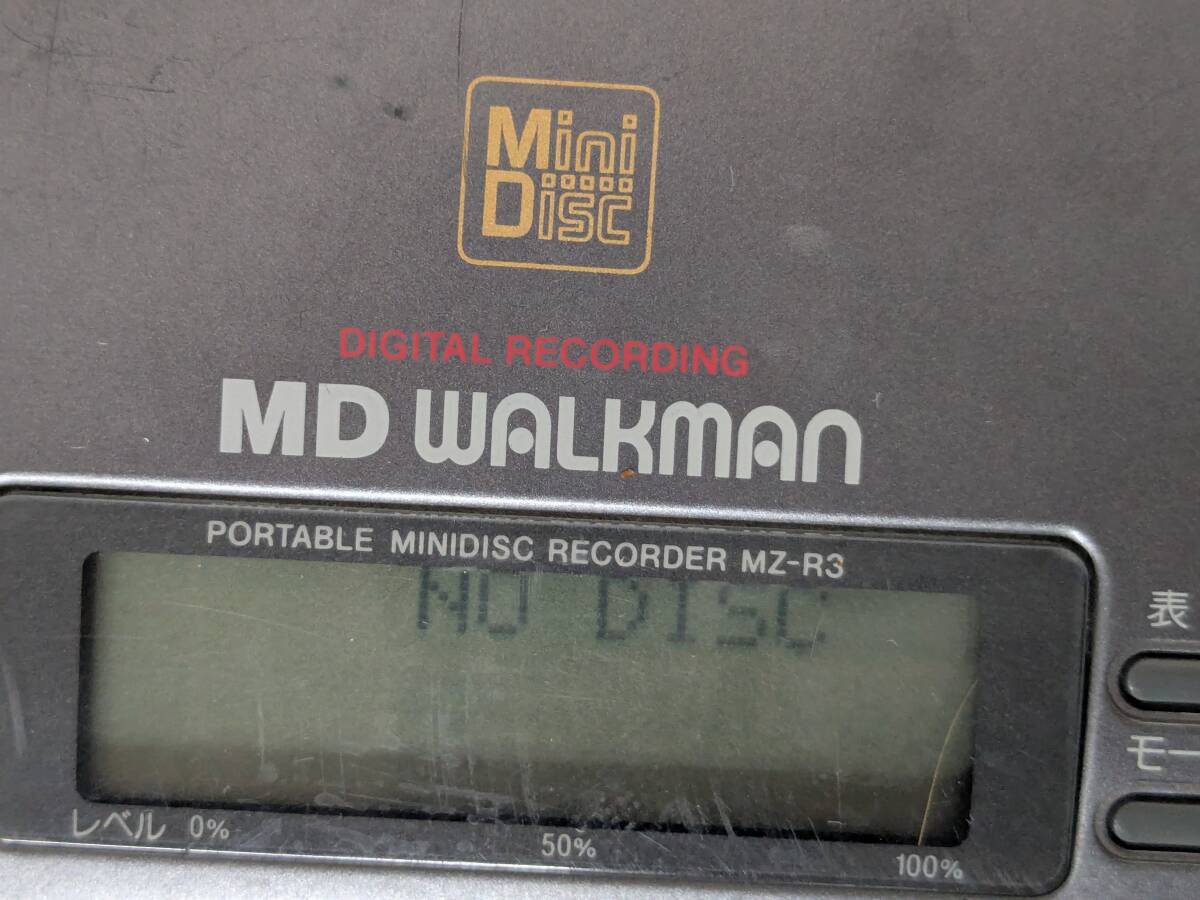 Mini
Disc
DIGITAL RECORDING
MD WALKMAN
PORTABLE MINIDISC RECORDER MZ-R3
NO DISC
表
モー
レベル 0% 50% 100%